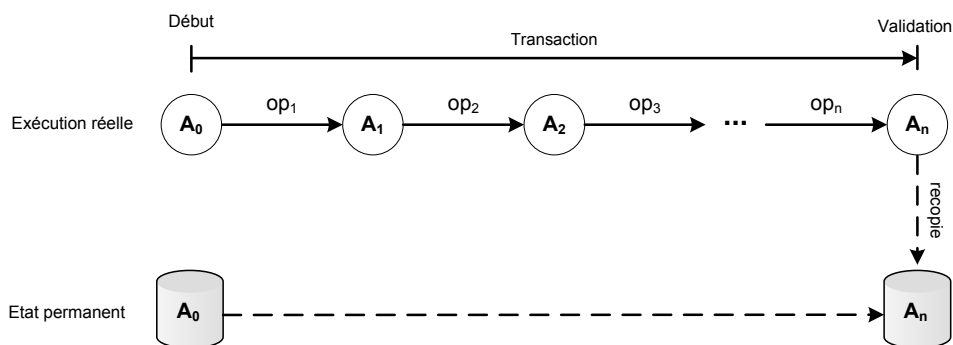 Début
Validation
Transaction
Exécution réelle
A0
op1
A1
op2
A2
op3
...
opn
An
recopie
Etat permanent
A0
An